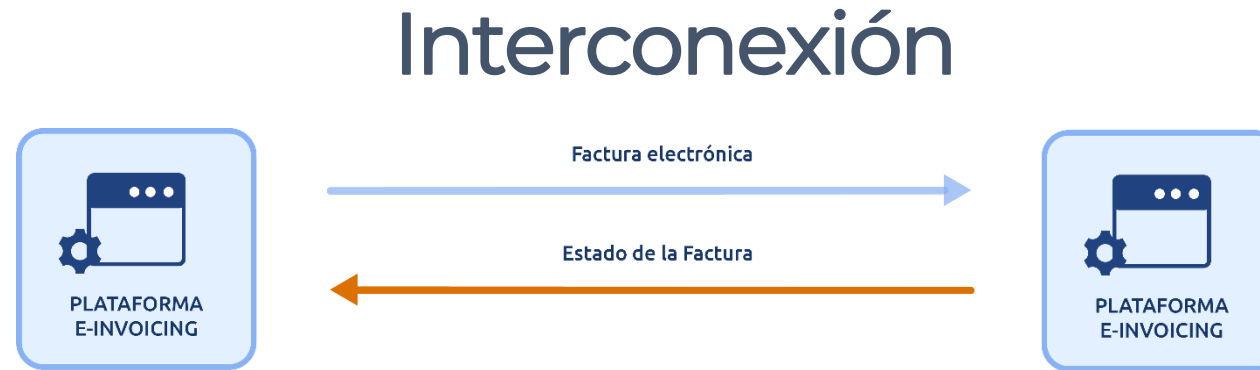 Interconexión
Factura electrónica
Estado de la Factura
PLATAFORMA
E-INVOICING
PLATAFORMA
E-INVOICING